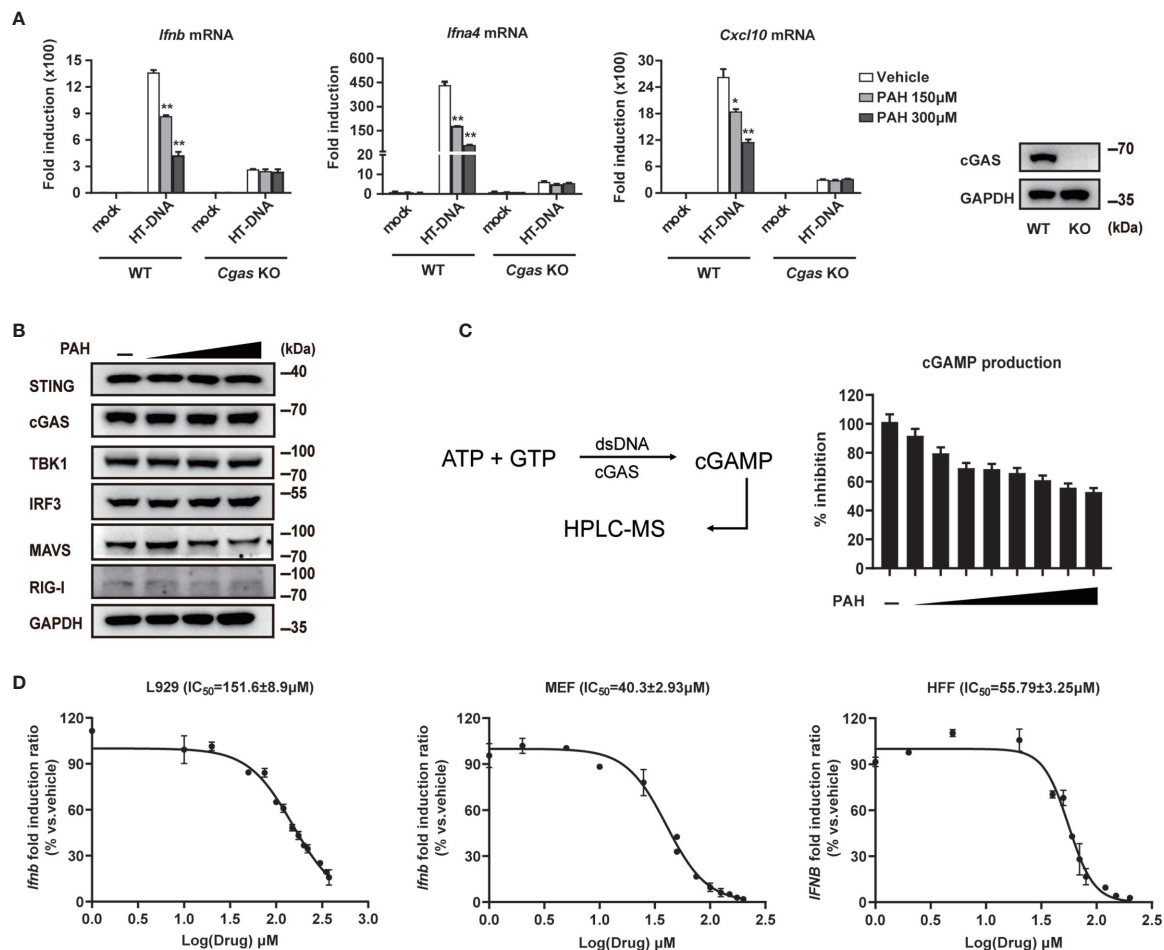 A
Ifnb mRNA
Fold induction (x100)
15
12
9
6
3
0
**
**
mock
HT-DNA
mock
HT-DNA
WT
Cgas KO
Ifna4 mRNA
Fold induction
600
450
300
150
20
10
0
**
**
mock
HT-DNA
mock
HT-DNA
WT
Cgas KO
Cxcl10 mRNA
Fold induction (x100)
30
24
18
12
6
0
*
**
mock
HT-DNA
mock
HT-DNA
WT
Cgas KO
Vehicle
PAH 150μM
PAH 300μM
cGAS
–70
GAPDH
–35
WT KO (kDa)
B
PAH – (kDa)
STING –40
cGAS –70
TBK1 –100
–70
IRF3 –55
MAVS –100
–70
RIG-I –100
–70
GAPDH –35
C
ATP + GTP
dsDNA
cGAS
cGAMP
HPLC-MS
cGAMP production
% inhibition
120
100
80
60
40
20
0
PAH –
D
L929 (IC50=151.6±8.9μM)
Ifnb fold induction ratio
(% vs.vehicle)
120
90
60
30
0
0.0 0.5 1.0 1.5 2.0 2.5 3.0
Log(Drug) μM
MEF (IC50=40.3±2.93μM)
Ifnb fold induction ratio
(% vs.vehicle)
120
90
60
30
0
0.0 0.5 1.0 1.5 2.0 2.5
Log(Drug) μM
HFF (IC50=55.79±3.25μM)
IFNB fold induction ratio
(% vs.vehicle)
120
90
60
30
0
0.0 0.5 1.0 1.5 2.0 2.5
Log(Drug) μM